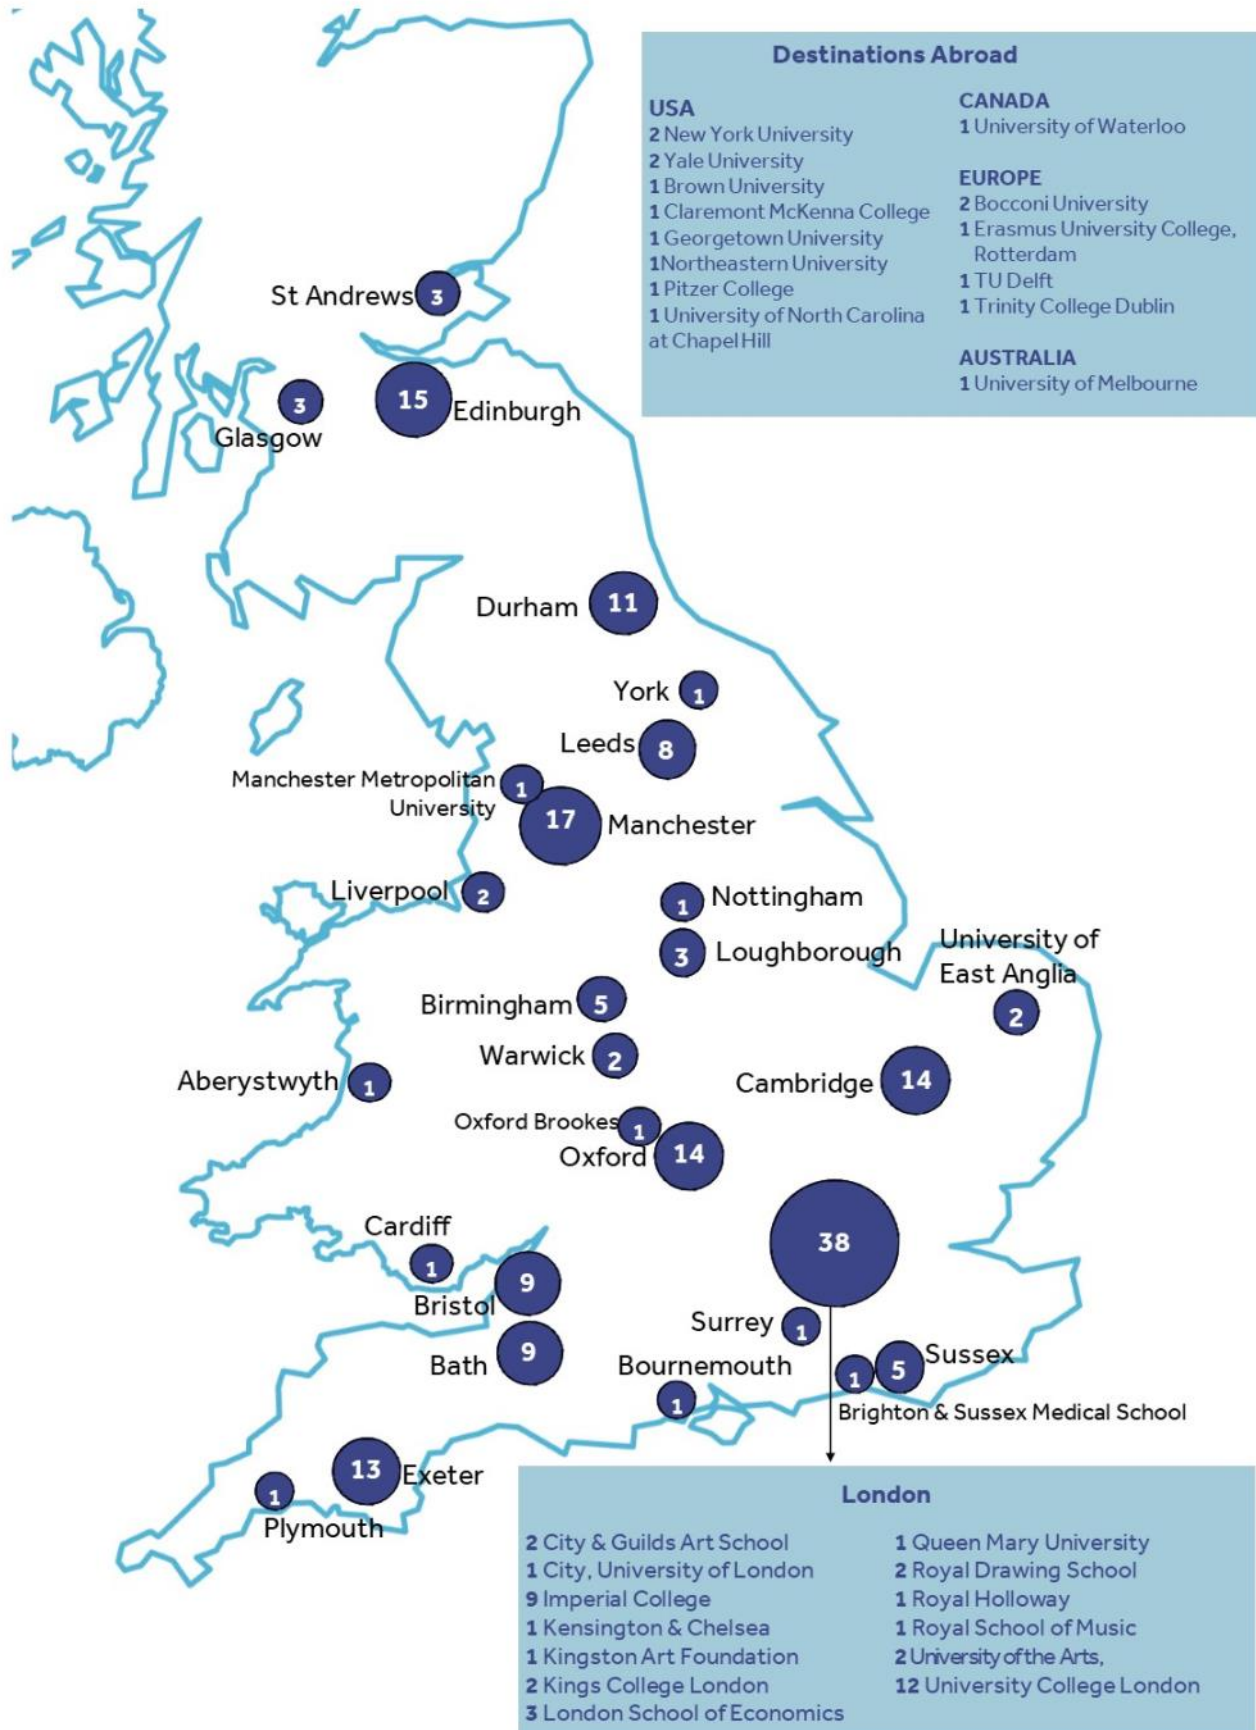 Destinations Abroad
USA
2 New York University
2 Yale University
1 Brown University
1 Claremont McKenna College
1 Georgetown University
1Northeastern University
1 Pitzer College
1 University of North Carolina
at Chapel Hill
CANADA
1 University of Waterloo
EUROPE
2 Bocconi University
1 Erasmus University College,
Rotterdam
1 TU Delft
1 Trinity College Dublin
AUSTRALIA
1 University of Melbourne
St Andrews 3
3
Glasgow
15 Edinburgh
Durham 11
York 1
Leeds 8
Manchester Metropolitan
University
1
17 Manchester
Liverpool 2
1 Nottingham
3 Loughborough
University of
East Anglia
2
Birmingham 5
Warwick 2
Aberystwyth 1
Cambridge 14
Oxford Brookes 1
Oxford 14
38
Cardiff
1
9
Bristol
Bath 9
Surrey 1
Bournemouth
1
5 Sussex
1
Brighton & Sussex Medical School
13 Exeter
1
Plymouth
London
2 City & Guilds Art School
1 City, University of London
9 Imperial College
1 Kensington & Chelsea
1 Kingston Art Foundation
2 Kings College London
3 London School of Economics
1 Queen Mary University
2 Royal Drawing School
1 Royal Holloway
1 Royal School of Music
2 University of the Arts,
12 University College London